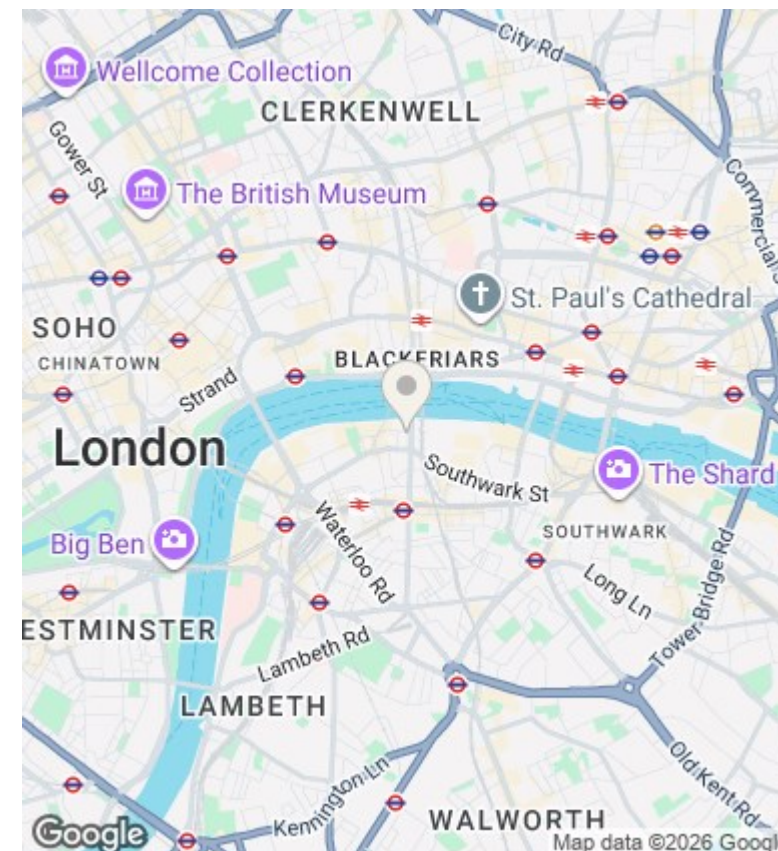 City Rd
Wellcome Collection
CLERKENWELL
Gower St
The British Museum
Commercial S
St. Paul's Cathedral
SOHO
CHINATOWN
BLACKFRIARS
Strand
London
Southwark St
The Shard
Waterloo Rd
SOUTHWARK
Big Ben
Long Ln
Tower Bridge Rd
ESTMINSTER
Lambeth Rd
LAMBETH
Old Kent Rd
Kennington Ln
WALWORTH
Google
Map data ©2026 Googl